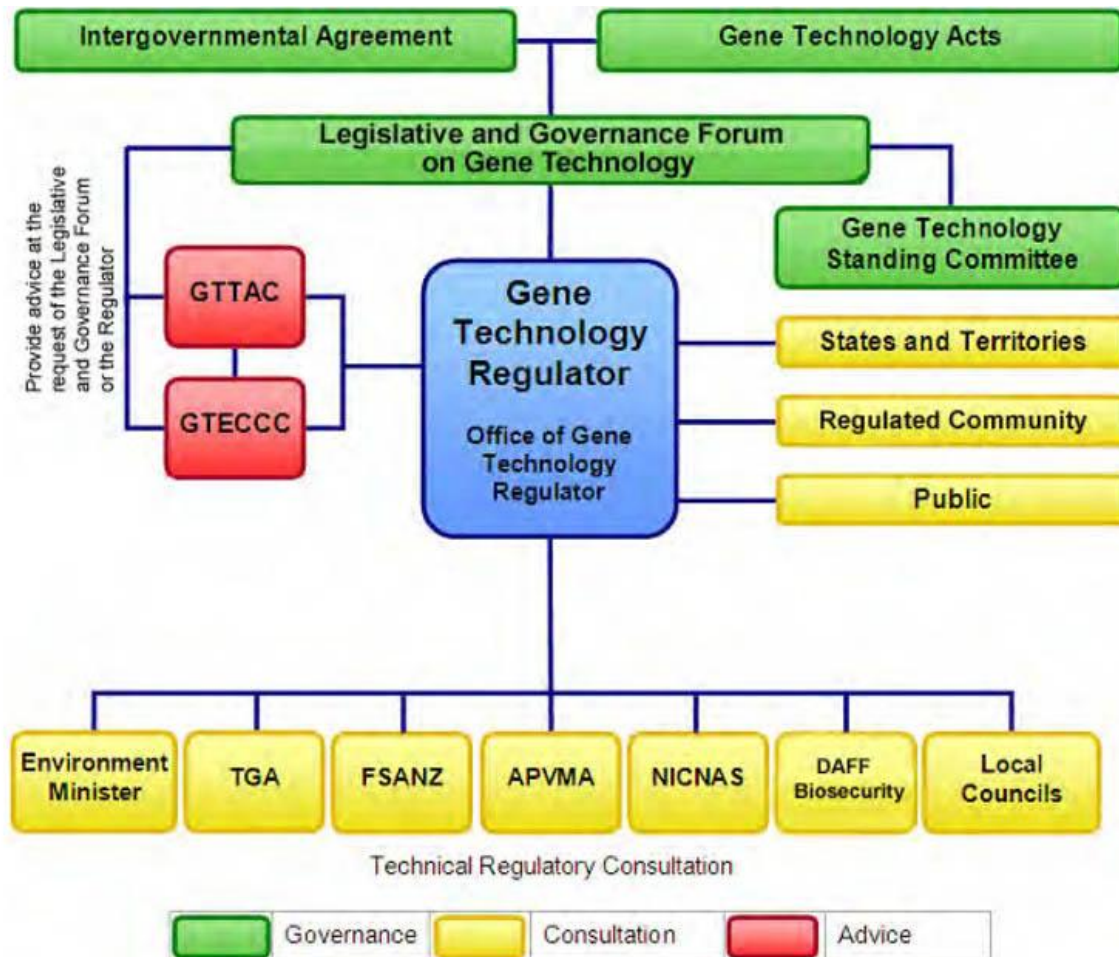 Intergovernmental Agreement
Gene Technology Acts
Legislative and Governance Forum
on Gene Technology
Provide advice at the
request of the Legislative
and Governance Forum
or the Regulator
GTTAC
GTECCC
Gene
Technology
Regulator
Office of Gene
Technology
Regulator
Gene Technology
Standing Committee
States and Territories
Regulated Community
Public
Environment
Minister
TGA
FSANZ
APVMA
NICNAS
DAFF
Biosecurity
Local
Councils
Technical Regulatory Consultation
Governance
Consultation
Advice